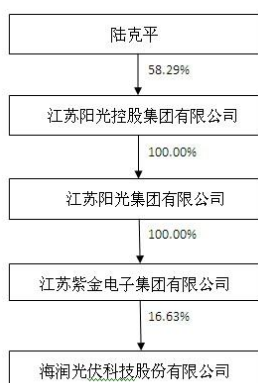 陆克平
58.29%
江苏阳光控股集团有限公司
100.00%
江苏阳光集团有限公司
100.00%
江苏紫金电子集团有限公司
16.63%
海润光伏科技股份有限公司